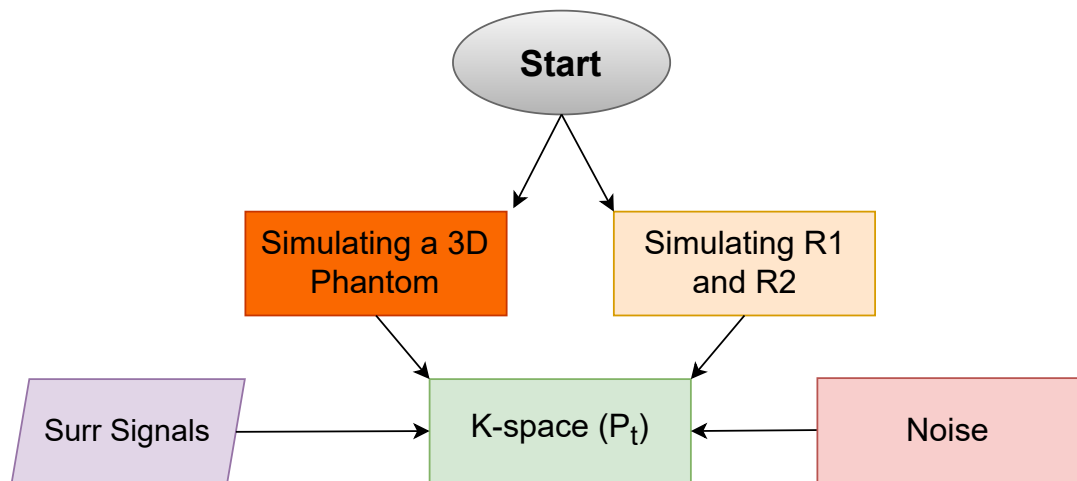 Start
Simulating a 3D
Phantom
Simulating R1
and R2
Surr Signals
K-space (Pt)
Noise